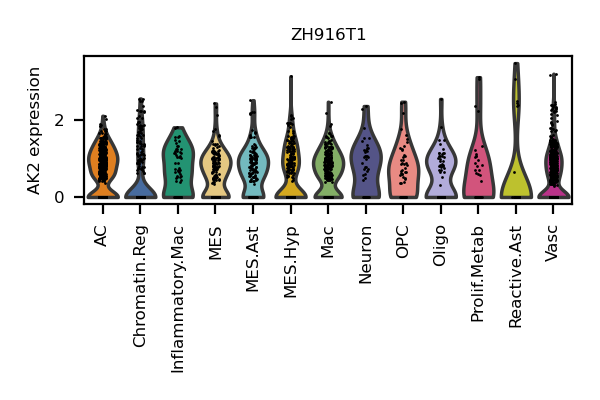 ZH916T1
AK2 expression
2
0
AC
Chromatin.Reg
Inflammatory.Mac
MES
MES.Ast
MES.Hyp
Mac
Neuron
OPC
Oligo
Prolif.Metab
Reactive.Ast
Vasc